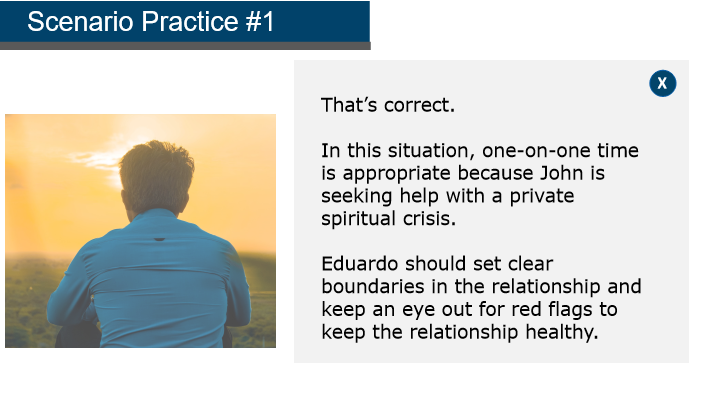 Scenario Practice #1
X
That’s correct.
In this situation, one-on-one time
is appropriate because John is
seeking help with a private
spiritual crisis.
Eduardo should set clear
boundaries in the relationship and
keep an eye out for red flags to
keep the relationship healthy.